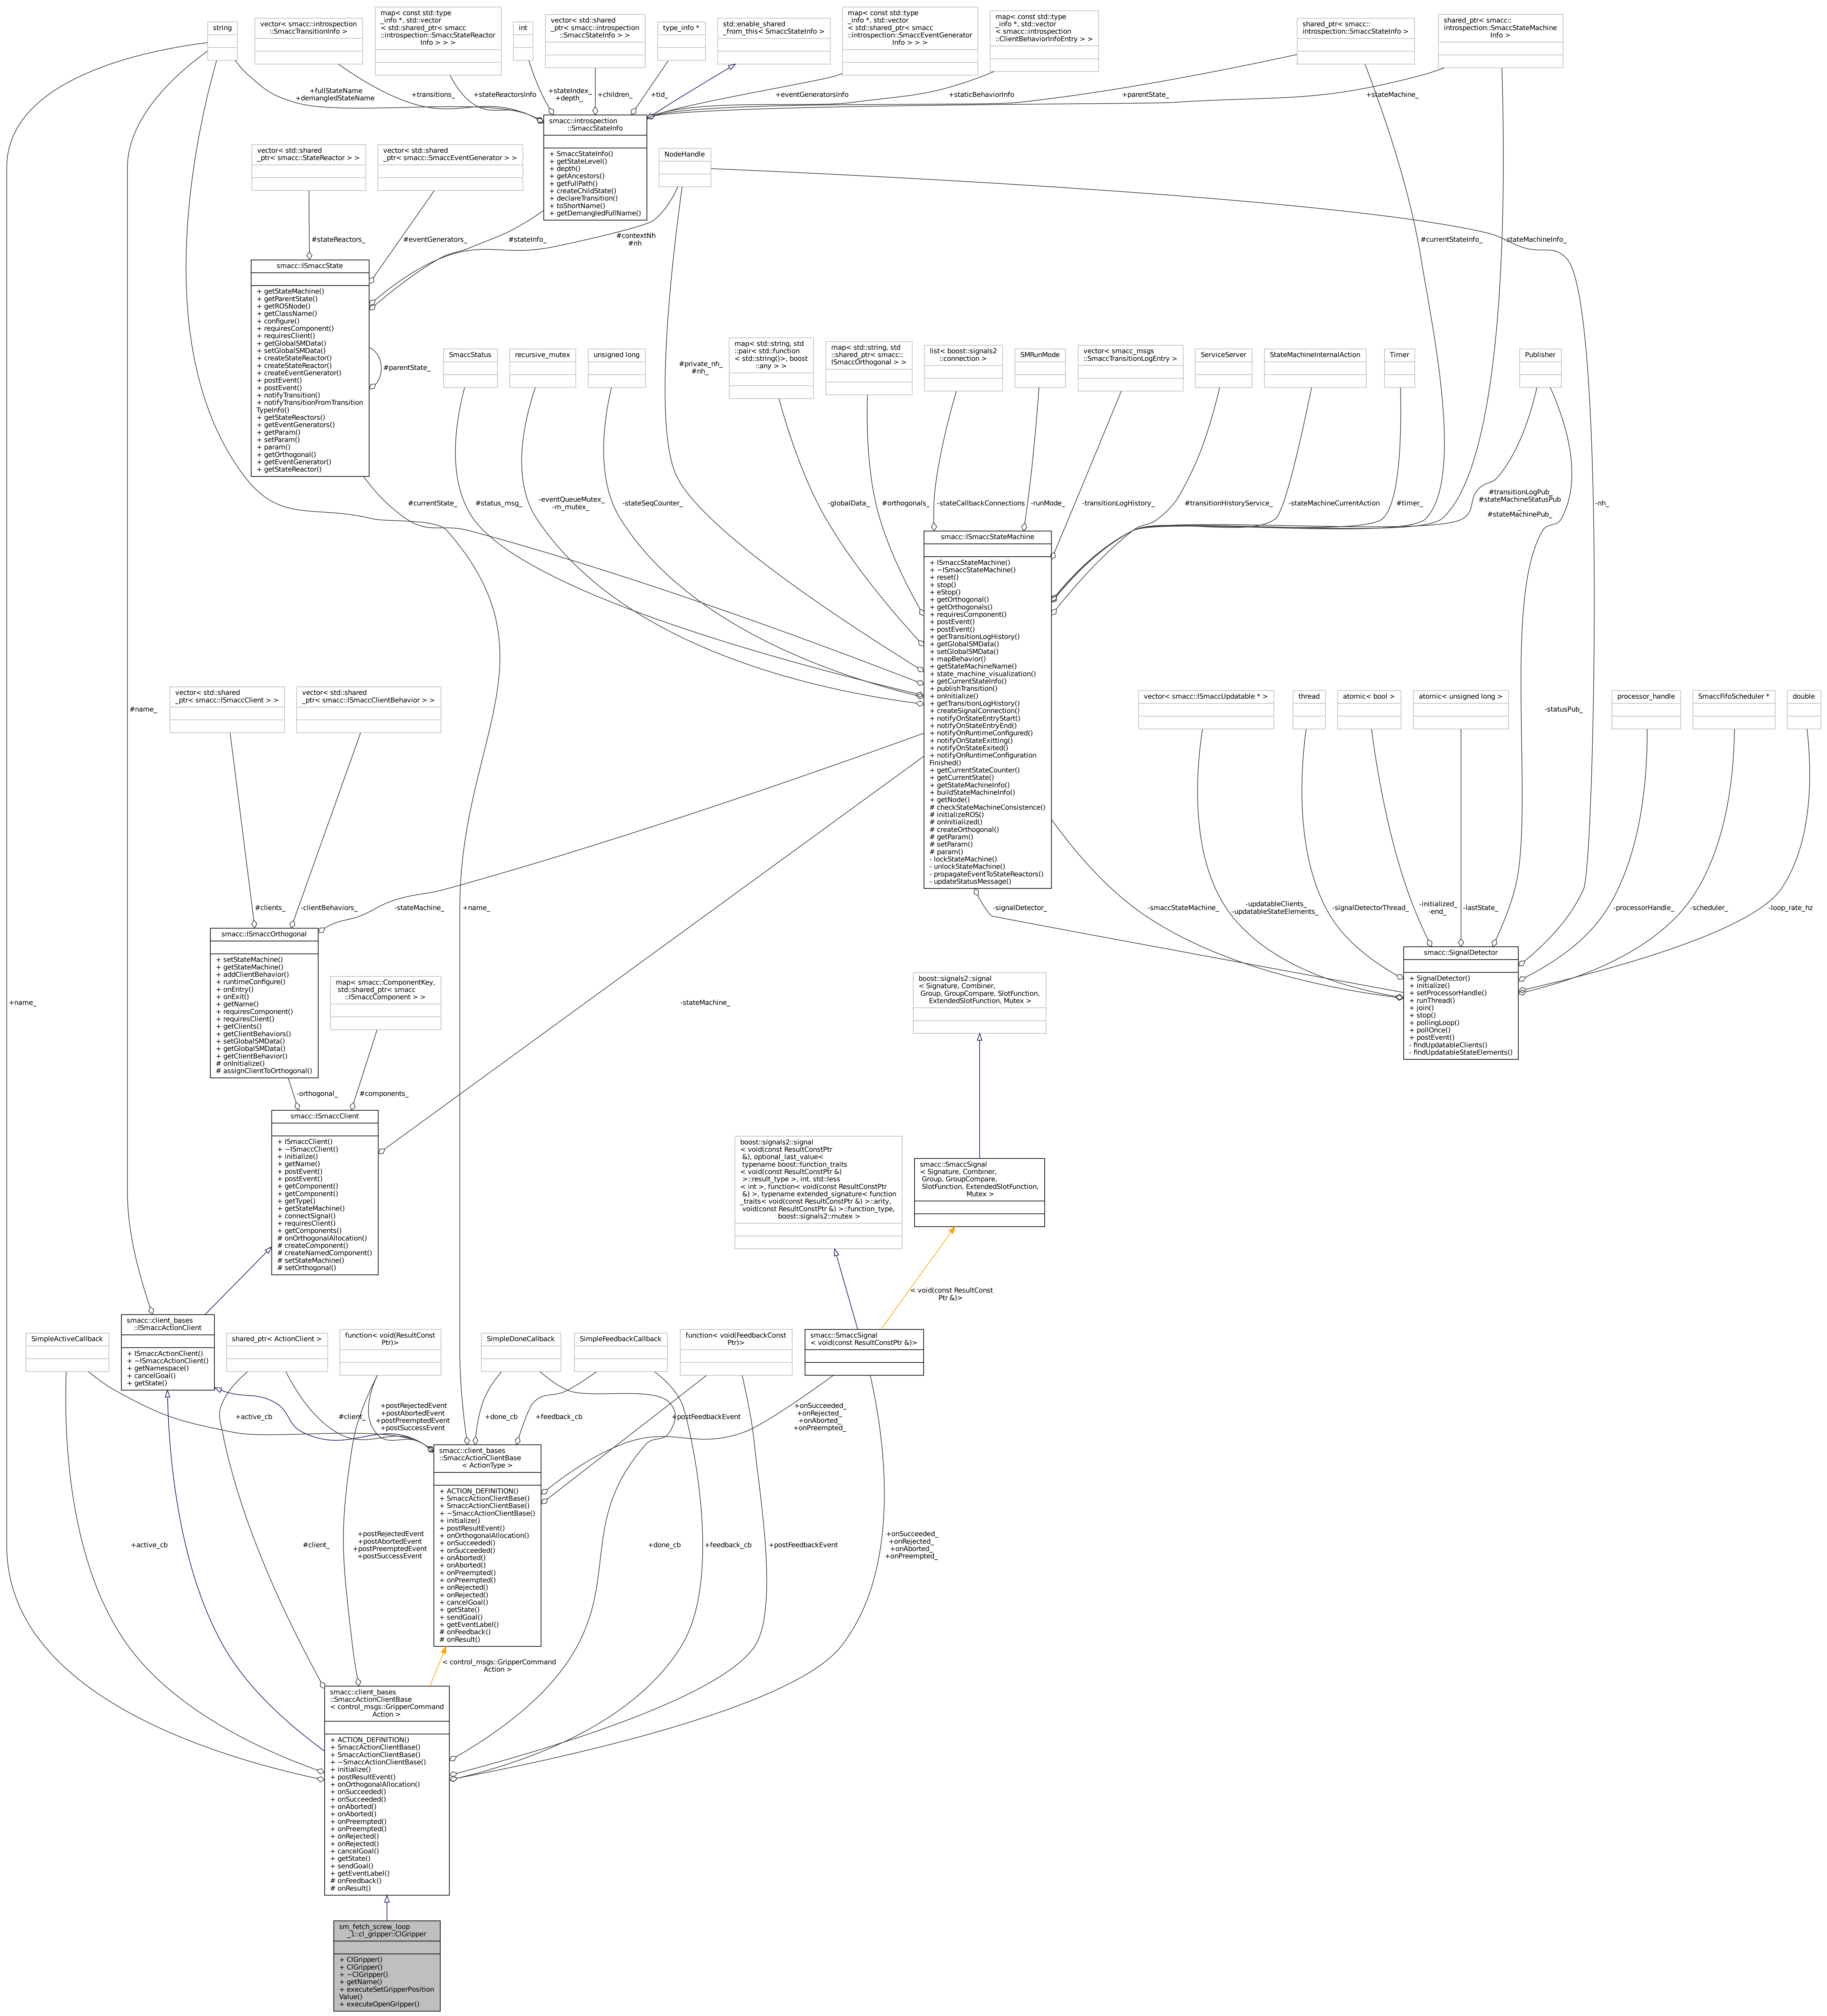 string
vector< smacc::introspection
::SmaccTransitionInfo >
map< const std::type
_info *, std::vector
< std::shared_ptr< smacc
::introspection::SmaccStateReactor
Info > > >
int
vector< std::shared
_ptr< smacc::introspection
::SmaccStateInfo > >
type_info *
std::enable_shared
_from_this< SmaccStateInfo >
map< const std::type
_info *, std::vector
< std::shared_ptr< smacc
::introspection::SmaccEventGenerator
Info > > >
map< const std::type
_info *, std::vector
< smacc::introspection
::ClientBehaviorInfoEntry > >
shared_ptr< smacc::
introspection::SmaccStateInfo >
shared_ptr< smacc::
introspection::SmaccStateMachine
Info >
+fullStateName
+demangledStateName
+transitions_
+stateReactorsInfo
+stateIndex_
+depth_
+children_
+tid_
+eventGeneratorsInfo
+staticBehaviorInfo
+parentState_
+stateMachine_
smacc::introspection
::SmaccStateInfo
+ SmaccStateInfo()
+ getStateLevel()
+ depth()
+ getAncestors()
+ getFullPath()
+ createChildState()
+ declareTransition()
+ toShortName()
+ getDemangledFullName()
vector< std::shared
_ptr< smacc::StateReactor > >
vector< std::shared
_ptr< smacc::SmaccEventGenerator > >
NodeHandle
#stateReactors_
#eventGenerators_
#stateInfo_
#contextNh
#nh
#currentStateInfo_
stateMachineInfo_
smacc::ISmaccState
+ getStateMachine()
+ getParentState()
+ getROSNode()
+ getClassName()
+ configure()
+ requiresComponent()
+ requiresClient()
+ getGlobalSMData()
+ setGlobalSMData()
+ createStateReactor()
+ createStateReactor()
+ createEventGenerator()
+ postEvent()
+ postEvent()
+ notifyTransition()
+ notifyTransitionFromTransition
TypeInfo()
+ getStateReactors()
+ getEventGenerators()
+ getParam()
+ setParam()
+ param()
+ getOrthogonal()
+ getEventGenerator()
+ getStateReactor()
#parentState_
SmaccStatus
recursive_mutex
unsigned long
#private_nh_
#nh_
map< std::string, std
::pair< std::function
< std::string()>, boost
::any > >
map< std::string, std
::shared_ptr< smacc::
ISmaccOrthogonal > >
list< boost::signals2
::connection >
SMRunMode
vector< smacc_msgs
::SmaccTransitionLogEntry >
ServiceServer
StateMachineInternalAction
Timer
Publisher
#currentState_
#status_msg_
-eventQueueMutex_
-m_mutex_
-stateSeqCounter_
-globalData_
#orthogonals_
-stateCallbackConnections
-runMode_
-transitionLogHistory_
#transitionHistoryService_
-stateMachineCurrentAction
#timer_
#transitionLogPub_
#stateMachineStatusPub
_
#stateMachinePub_
-nh_
smacc::ISmaccStateMachine
+ ISmaccStateMachine()
+ ~ISmaccStateMachine()
+ reset()
+ stop()
+ eStop()
+ getOrthogonal()
+ getOrthogonals()
+ requiresComponent()
+ postEvent()
+ postEvent()
+ getTransitionLogHistory()
+ getGlobalSMData()
+ setGlobalSMData()
+ mapBehavior()
+ getStateMachineName()
+ state_machine_visualization()
+ getCurrentStateInfo()
+ publishTransition()
+ onInitialize()
+ getTransitionLogHistory()
+ createSignalConnection()
+ notifyOnStateEntryStart()
+ notifyOnStateEntryEnd()
+ notifyOnRuntimeConfigured()
+ notifyOnStateExitting()
+ notifyOnStateExited()
+ notifyOnRuntimeConfiguration
Finished()
+ getCurrentStateCounter()
+ getCurrentState()
+ getStateMachineInfo()
+ buildStateMachineInfo()
+ getNode()
# checkStateMachineConsistence()
# initializeROS()
# onInitialized()
# createOrthogonal()
# getParam()
# setParam()
# param()
- lockStateMachine()
- unlockStateMachine()
- propagateEventToStateReactors()
- updateStatusMessage()
vector< std::shared
_ptr< smacc::ISmaccClient > >
vector< std::shared
_ptr< smacc::ISmaccClientBehavior > >
#name_
vector< smacc::ISmaccUpdatable * >
thread
atomic< bool >
atomic< unsigned long >
-statusPub_
processor_handle
SmaccFifoScheduler *
double
#clients_
-clientBehaviors_
-stateMachine_
+name_
-signalDetector_
-smaccStateMachine_
-updatableClients_
-updatableStateElements_
-signalDetectorThread_
-initialized_
-end_
-lastState_
-processorHandle_
-scheduler_
-loop_rate_hz
smacc::ISmaccOrthogonal
+ setStateMachine()
+ getStateMachine()
+ addClientBehavior()
+ runtimeConfigure()
+ onEntry()
+ onExit()
+ getName()
+ requiresComponent()
+ requiresClient()
+ getClients()
+ getClientBehaviors()
+ setGlobalSMData()
+ getGlobalSMData()
+ getClientBehavior()
# onInitialize()
# assignClientToOrthogonal()
smacc::SignalDetector
+ SignalDetector()
+ initialize()
+ setProcessorHandle()
+ runThread()
+ join()
+ stop()
+ pollingLoop()
+ pollOnce()
+ postEvent()
- findUpdatableClients()
- findUpdatableStateElements()
map< smacc::ComponentKey,
std::shared_ptr< smacc
::ISmaccComponent > >
+name_
-stateMachine_
boost::signals2::signal
< Signature, Combiner,
Group, GroupCompare, SlotFunction,
ExtendedSlotFunction, Mutex >
-orthogonal_
#components_
smacc::ISmaccClient
+ ISmaccClient()
+ ~ISmaccClient()
+ initialize()
+ getName()
+ postEvent()
+ postEvent()
+ getComponent()
+ getComponent()
+ getType()
+ getStateMachine()
+ connectSignal()
+ requiresClient()
+ getComponents()
# onOrthogonalAllocation()
# createComponent()
# createNamedComponent()
# setStateMachine()
# setOrthogonal()
boost::signals2::signal
< void(const ResultConstPtr
&), optional_last_value<
typename boost::function_traits
< void(const ResultConstPtr &)
>::result_type >, int, std::less
< int >, function< void(const ResultConstPtr
&) >, typename extended_signature< function
_traits< void(const ResultConstPtr &) >::arity,
void(const ResultConstPtr &) >::function_type,
boost::signals2::mutex >
smacc::SmaccSignal
< Signature, Combiner,
Group, GroupCompare,
SlotFunction, ExtendedSlotFunction,
Mutex >
< void(const ResultConst
Ptr &)>
smacc::client_bases
::ISmaccActionClient
+ ISmaccActionClient()
+ ~ISmaccActionClient()
+ getNamespace()
+ cancelGoal()
+ getState()
SimpleActiveCallback
shared_ptr< ActionClient >
function< void(ResultConst
Ptr)>
SimpleDoneCallback
SimpleFeedbackCallback
function< void(FeedbackConst
Ptr)>
smacc::SmaccSignal
< void(const ResultConstPtr &)>
+active_cb
#client_
+postRejectedEvent
+postAbortedEvent
+postPreemptedEvent
+postSuccessEvent
+done_cb
+feedback_cb
+postFeedbackEvent
+onSucceeded_
+onRejected_
+onAborted_
+onPreempted_
smacc::client_bases
::SmaccActionClientBase
< ActionType >
+ ACTION_DEFINITION()
+ SmaccActionClientBase()
+ SmaccActionClientBase()
+ ~SmaccActionClientBase()
+ initialize()
+ postResultEvent()
+ onOrthogonalAllocation()
+ onSucceeded()
+ onSucceeded()
+ onAborted()
+ onAborted()
+ onPreempted()
+ onPreempted()
+ onRejected()
+ onRejected()
+ cancelGoal()
+ getState()
+ sendGoal()
+ getEventLabel()
# onFeedback()
# onResult()
+active_cb
#client_
+postRejectedEvent
+postAbortedEvent
+postPreemptedEvent
+postSuccessEvent
+done_cb
+feedback_cb
+postFeedbackEvent
+onSucceeded_
+onRejected_
+onAborted_
+onPreempted_
< control_msgs::GripperCommand
Action >
smacc::client_bases
::SmaccActionClientBase
< control_msgs::GripperCommand
Action >
+ ACTION_DEFINITION()
+ SmaccActionClientBase()
+ SmaccActionClientBase()
+ ~SmaccActionClientBase()
+ initialize()
+ postResultEvent()
+ onOrthogonalAllocation()
+ onSucceeded()
+ onSucceeded()
+ onAborted()
+ onAborted()
+ onPreempted()
+ onPreempted()
+ onRejected()
+ onRejected()
+ cancelGoal()
+ getState()
+ sendGoal()
+ getEventLabel()
# onFeedback()
# onResult()
sm_fetch_screw_loop
_1::cl_gripper::ClGripper
+ ClGripper()
+ ClGripper()
+ ~ClGripper()
+ getName()
+ executeSetGripperPosition
Value()
+ executeOpenGripper()